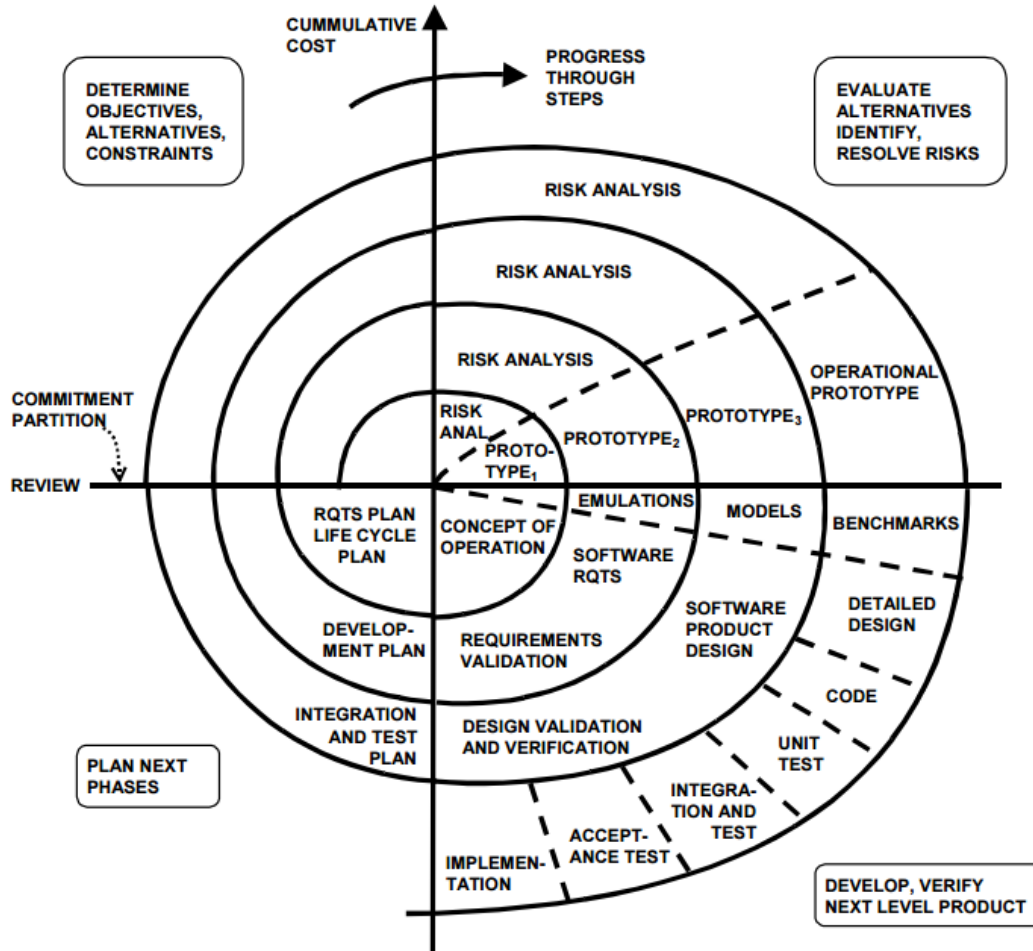 CUMMULATIVE
COST
PROGRESS
THROUGH
STEPS
DETERMINE
OBJECTIVES,
ALTERNATIVES,
CONSTRAINTS
EVALUATE
ALTERNATIVES
IDENTIFY,
RESOLVE RISKS
RISK ANALYSIS
RISK ANALYSIS
RISK ANALYSIS
RISK
ANAL.
PROTO-
TYPE1
PROTOTYPE2
PROTOTYPE3
OPERATIONAL
PROTOTYPE
COMMITMENT
PARTITION
REVIEW
EMULATIONS
MODELS
BENCHMARKS
RQTS PLAN
LIFE CYCLE
PLAN
CONCEPT OF
OPERATION
SOFTWARE
RQTS
SOFTWARE
PRODUCT
DESIGN
DETAILED
DESIGN
DEVELOP-
MENT PLAN
REQUIREMENTS
VALIDATION
CODE
INTEGRATION
AND TEST
PLAN
DESIGN VALIDATION
AND VERIFICATION
UNIT
TEST
PLAN NEXT
PHASES
INTEGRA-
TION AND
TEST
ACCEPT-
ANCE TEST
IMPLEMEN-
TATION
DEVELOP, VERIFY
NEXT LEVEL PRODUCT